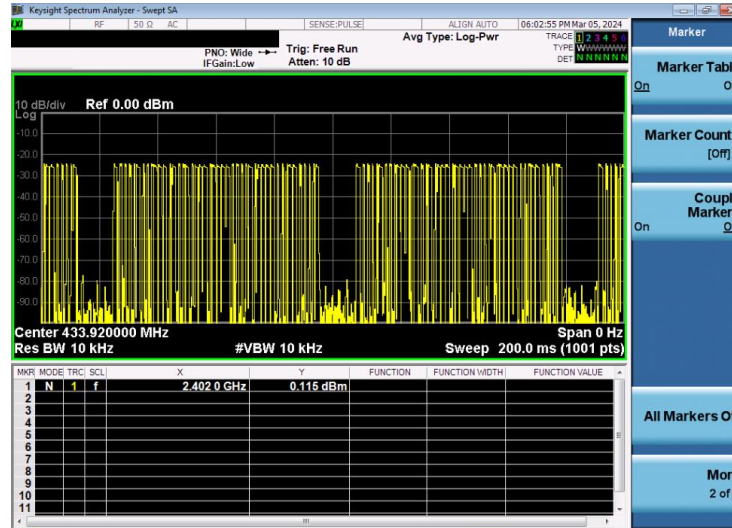 Keysight Spectrum Analyzer - Swept SA
LXI RF 50 Ω AC SENSE:PULSE ALIGN AUTO 06:02:55 PM Mar 05, 2024
Marker
Avg Type: Log-Pwr
TRACE 1 2 3 4 5 6
PNO: Wide Trig: Free Run
TYPE WWWWWW
IFGain:Low Atten: 10 dB
DET N N N N N N
Marker Tabl
On O
10 dB/div Ref 0.00 dBm
Log
-10.0
-20.0
-30.0
-40.0
-50.0
-60.0
-70.0
-80.0
-90.0
Marker Count
[Off]
Coupl
Marker
On O
Center 433.920000 MHz Span 0 Hz
Res BW 10 kHz #VBW 10 kHz Sweep 200.0 ms (1001 pts)
MKR MODE TRC SCL X Y FUNCTION FUNCTION WIDTH FUNCTION VALUE
1 N 1 f 2.402 0 GHz 0.115 dBm
2
3
4
5
6
7
8
9
10
11
All Markers O
Mor
2 of